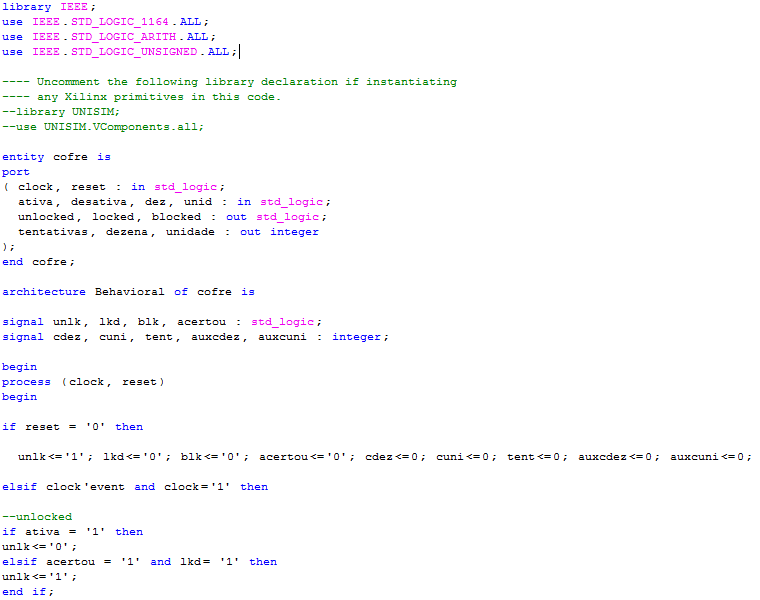 library IEEE;
use IEEE.STD_LOGIC_1164.ALL;
use IEEE.STD_LOGIC_ARITH.ALL;
use IEEE.STD_LOGIC_UNSIGNED.ALL;
---- Uncomment the following library declaration if instantiating
---- any Xilinx primitives in this code.
--library UNISIM;
--use UNISIM.VComponents.all;
entity cofre is
port
( clock, reset : in std_logic;
ativa, desativa, dez, unid : in std_logic;
unlocked, locked, blocked : out std_logic;
tentativas, dezena, unidade : out integer
);
end cofre;
architecture Behavioral of cofre is
signal unlk, lkd, blk, acertou : std_logic;
signal cdez, cuni, tent, auxcdez, auxcuni : integer;
begin
process (clock, reset)
begin
if reset = '0' then
unlk<='1'; lkd<='0'; blk<='0'; acertou<='0'; cdez<=0; cuni<=0; tent<=0; auxcdez<=0; auxcuni<=0;
elsif clock'event and clock='1' then
--unlocked
if ativa = '1' then
unlk<='0';
elsif acertou = '1' and lkd= '1' then
unlk<='1';
end if;